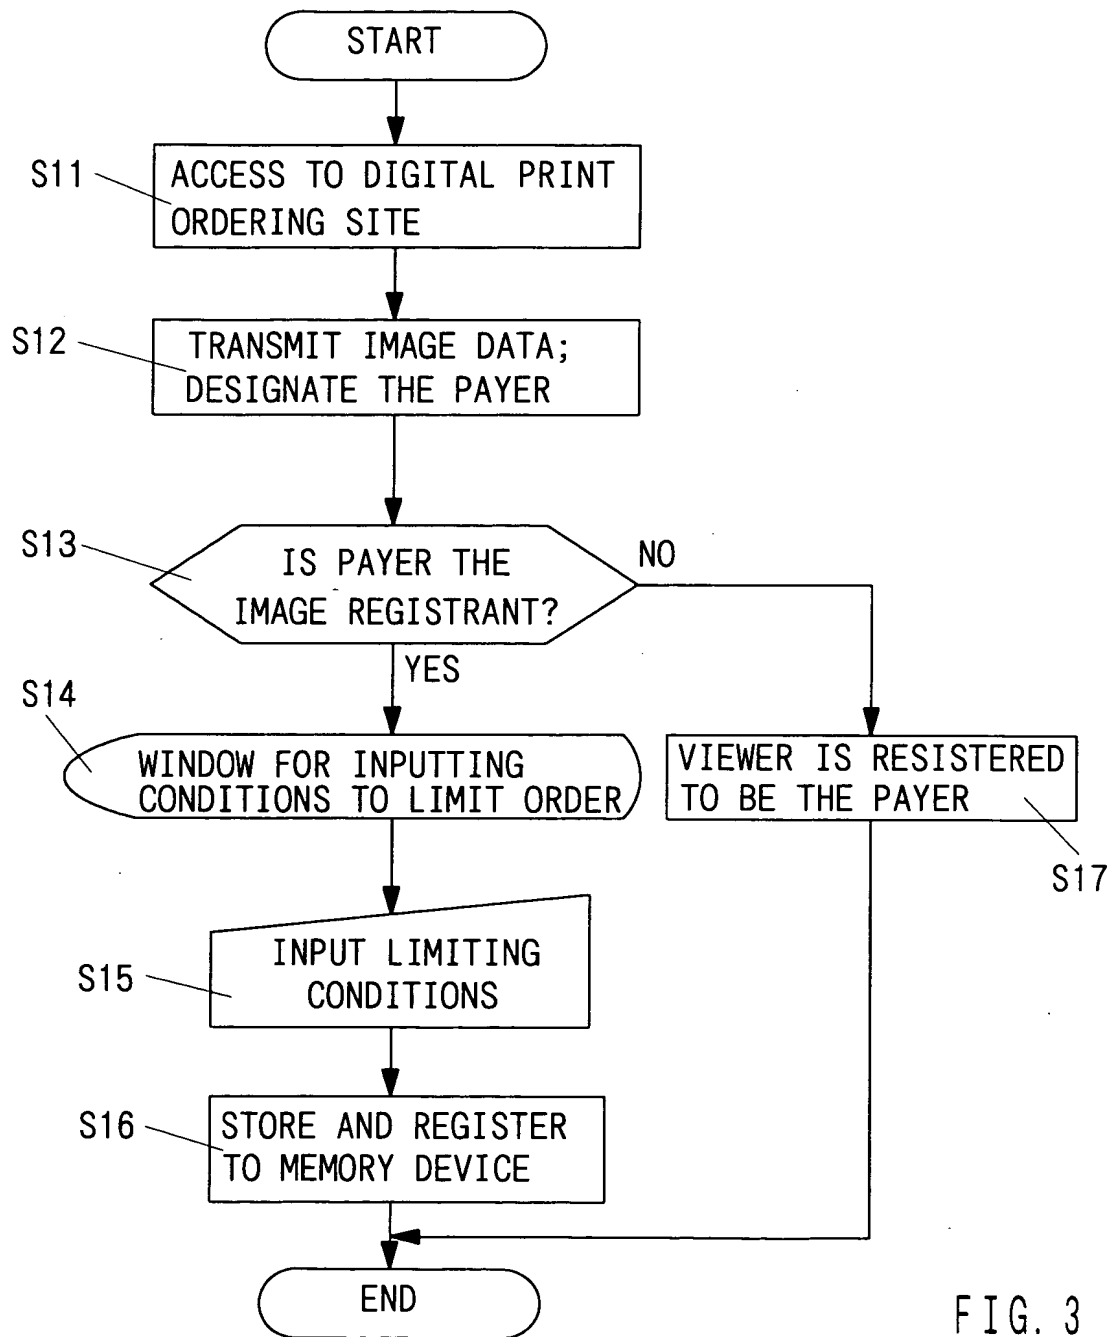 START
S11
ACCESS TO DIGITAL PRINT
ORDERING SITE
S12
TRANSMIT IMAGE DATA;
DESIGNATE THE PAYER
S13
IS PAYER THE
IMAGE REGISTRANT?
NO
YES
S14
WINDOW FOR INPUTTING
CONDITIONS TO LIMIT ORDER
VIEWER IS RESISTERED
TO BE THE PAYER
S17
S15
INPUT LIMITING
CONDITIONS
S16
STORE AND REGISTER
TO MEMORY DEVICE
END
FIG. 3